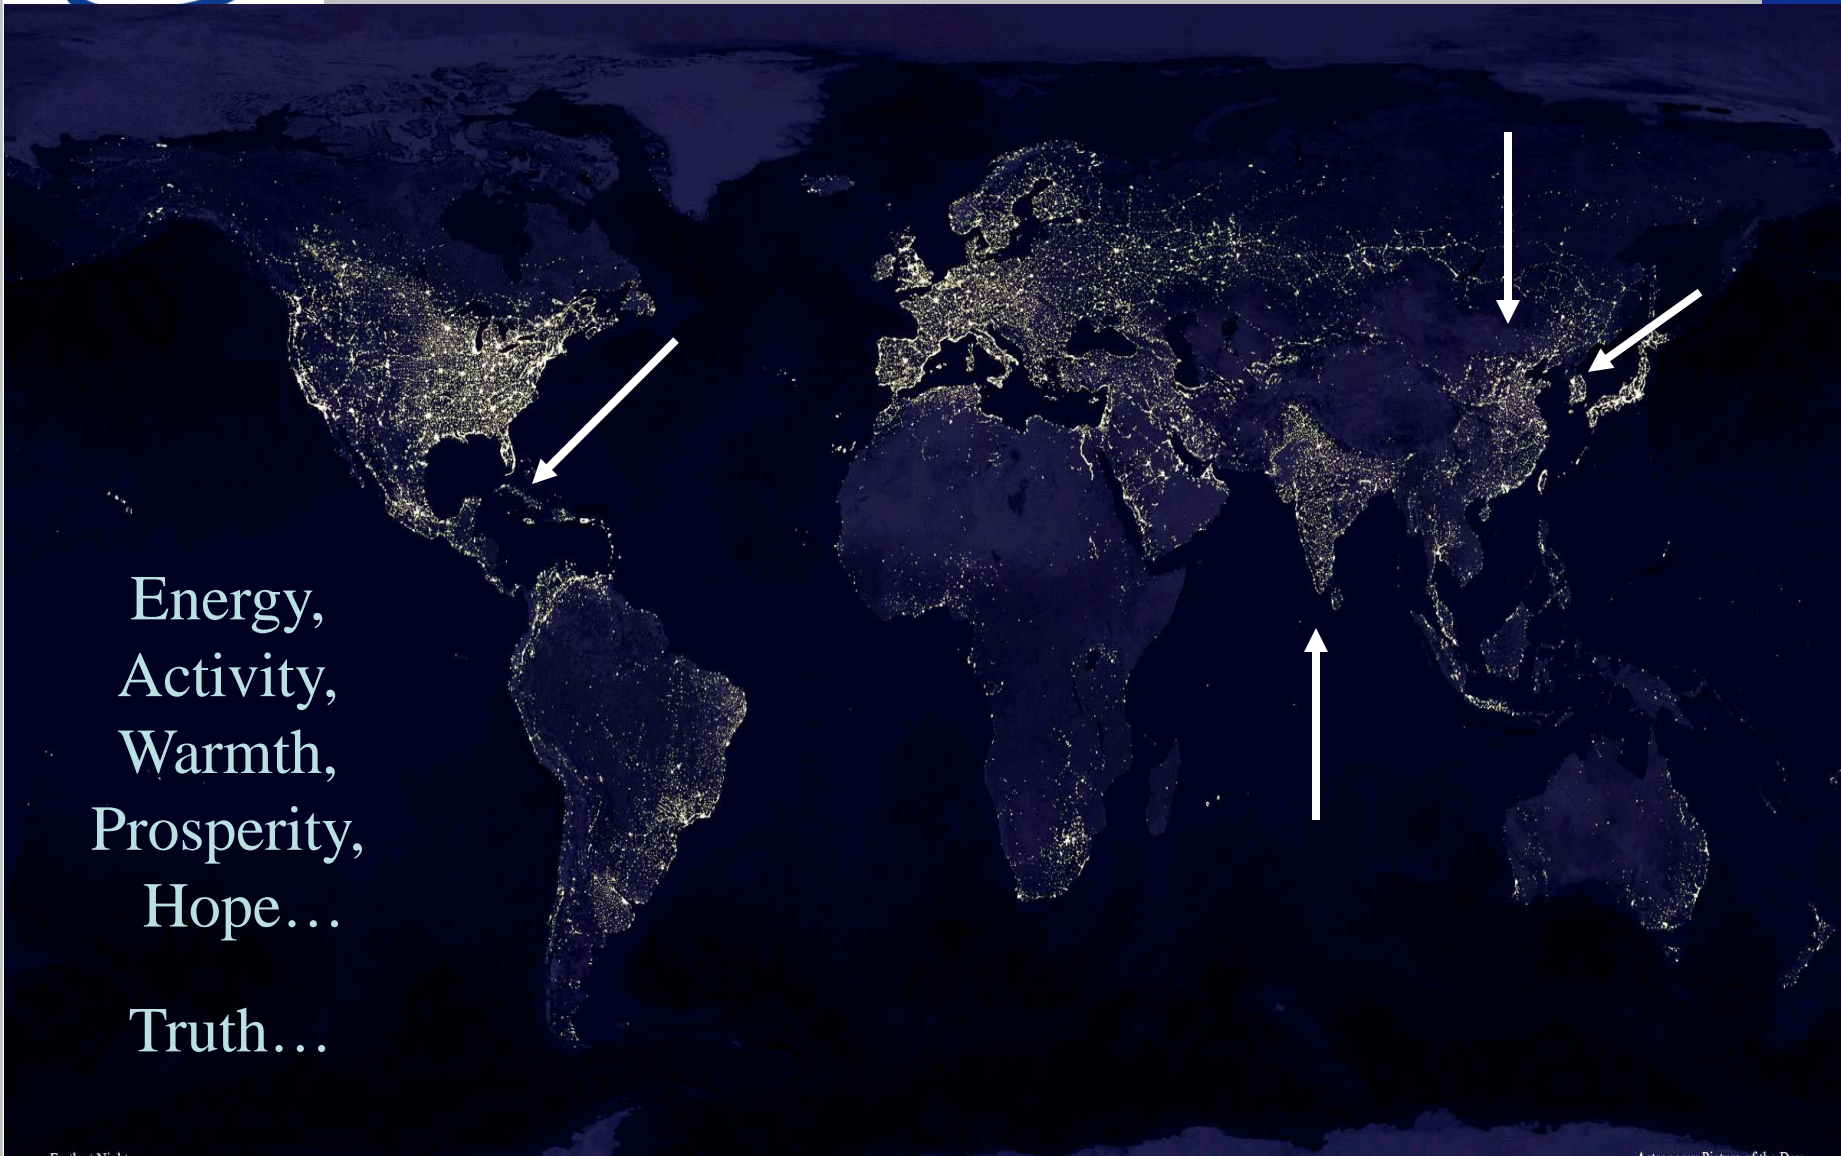 Energy,
Activity,
Warmth,
Prosperity,
Hope…
Truth…